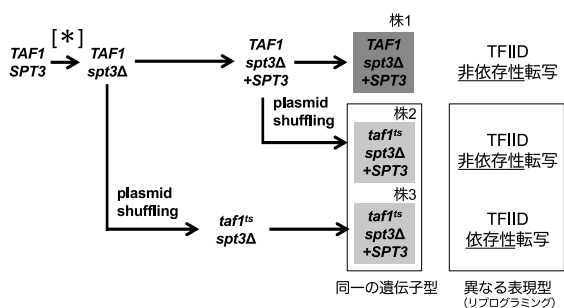 [*]
TAF1
SPT3
TAF1
spt3Δ
TAF1
spt3Δ
+SPT3
株1
TAF1
spt3Δ
+SPT3
TFIID
非依存性転写
plasmid
shuffling
株2
taf1ts
spt3Δ
+SPT3
TFIID
非依存性転写
plasmid
shuffling
taf1ts
spt3Δ
株3
taf1ts
spt3Δ
+SPT3
TFIID
依存性転写
同一の遺伝子型
異なる表現型
(リプログラミング)